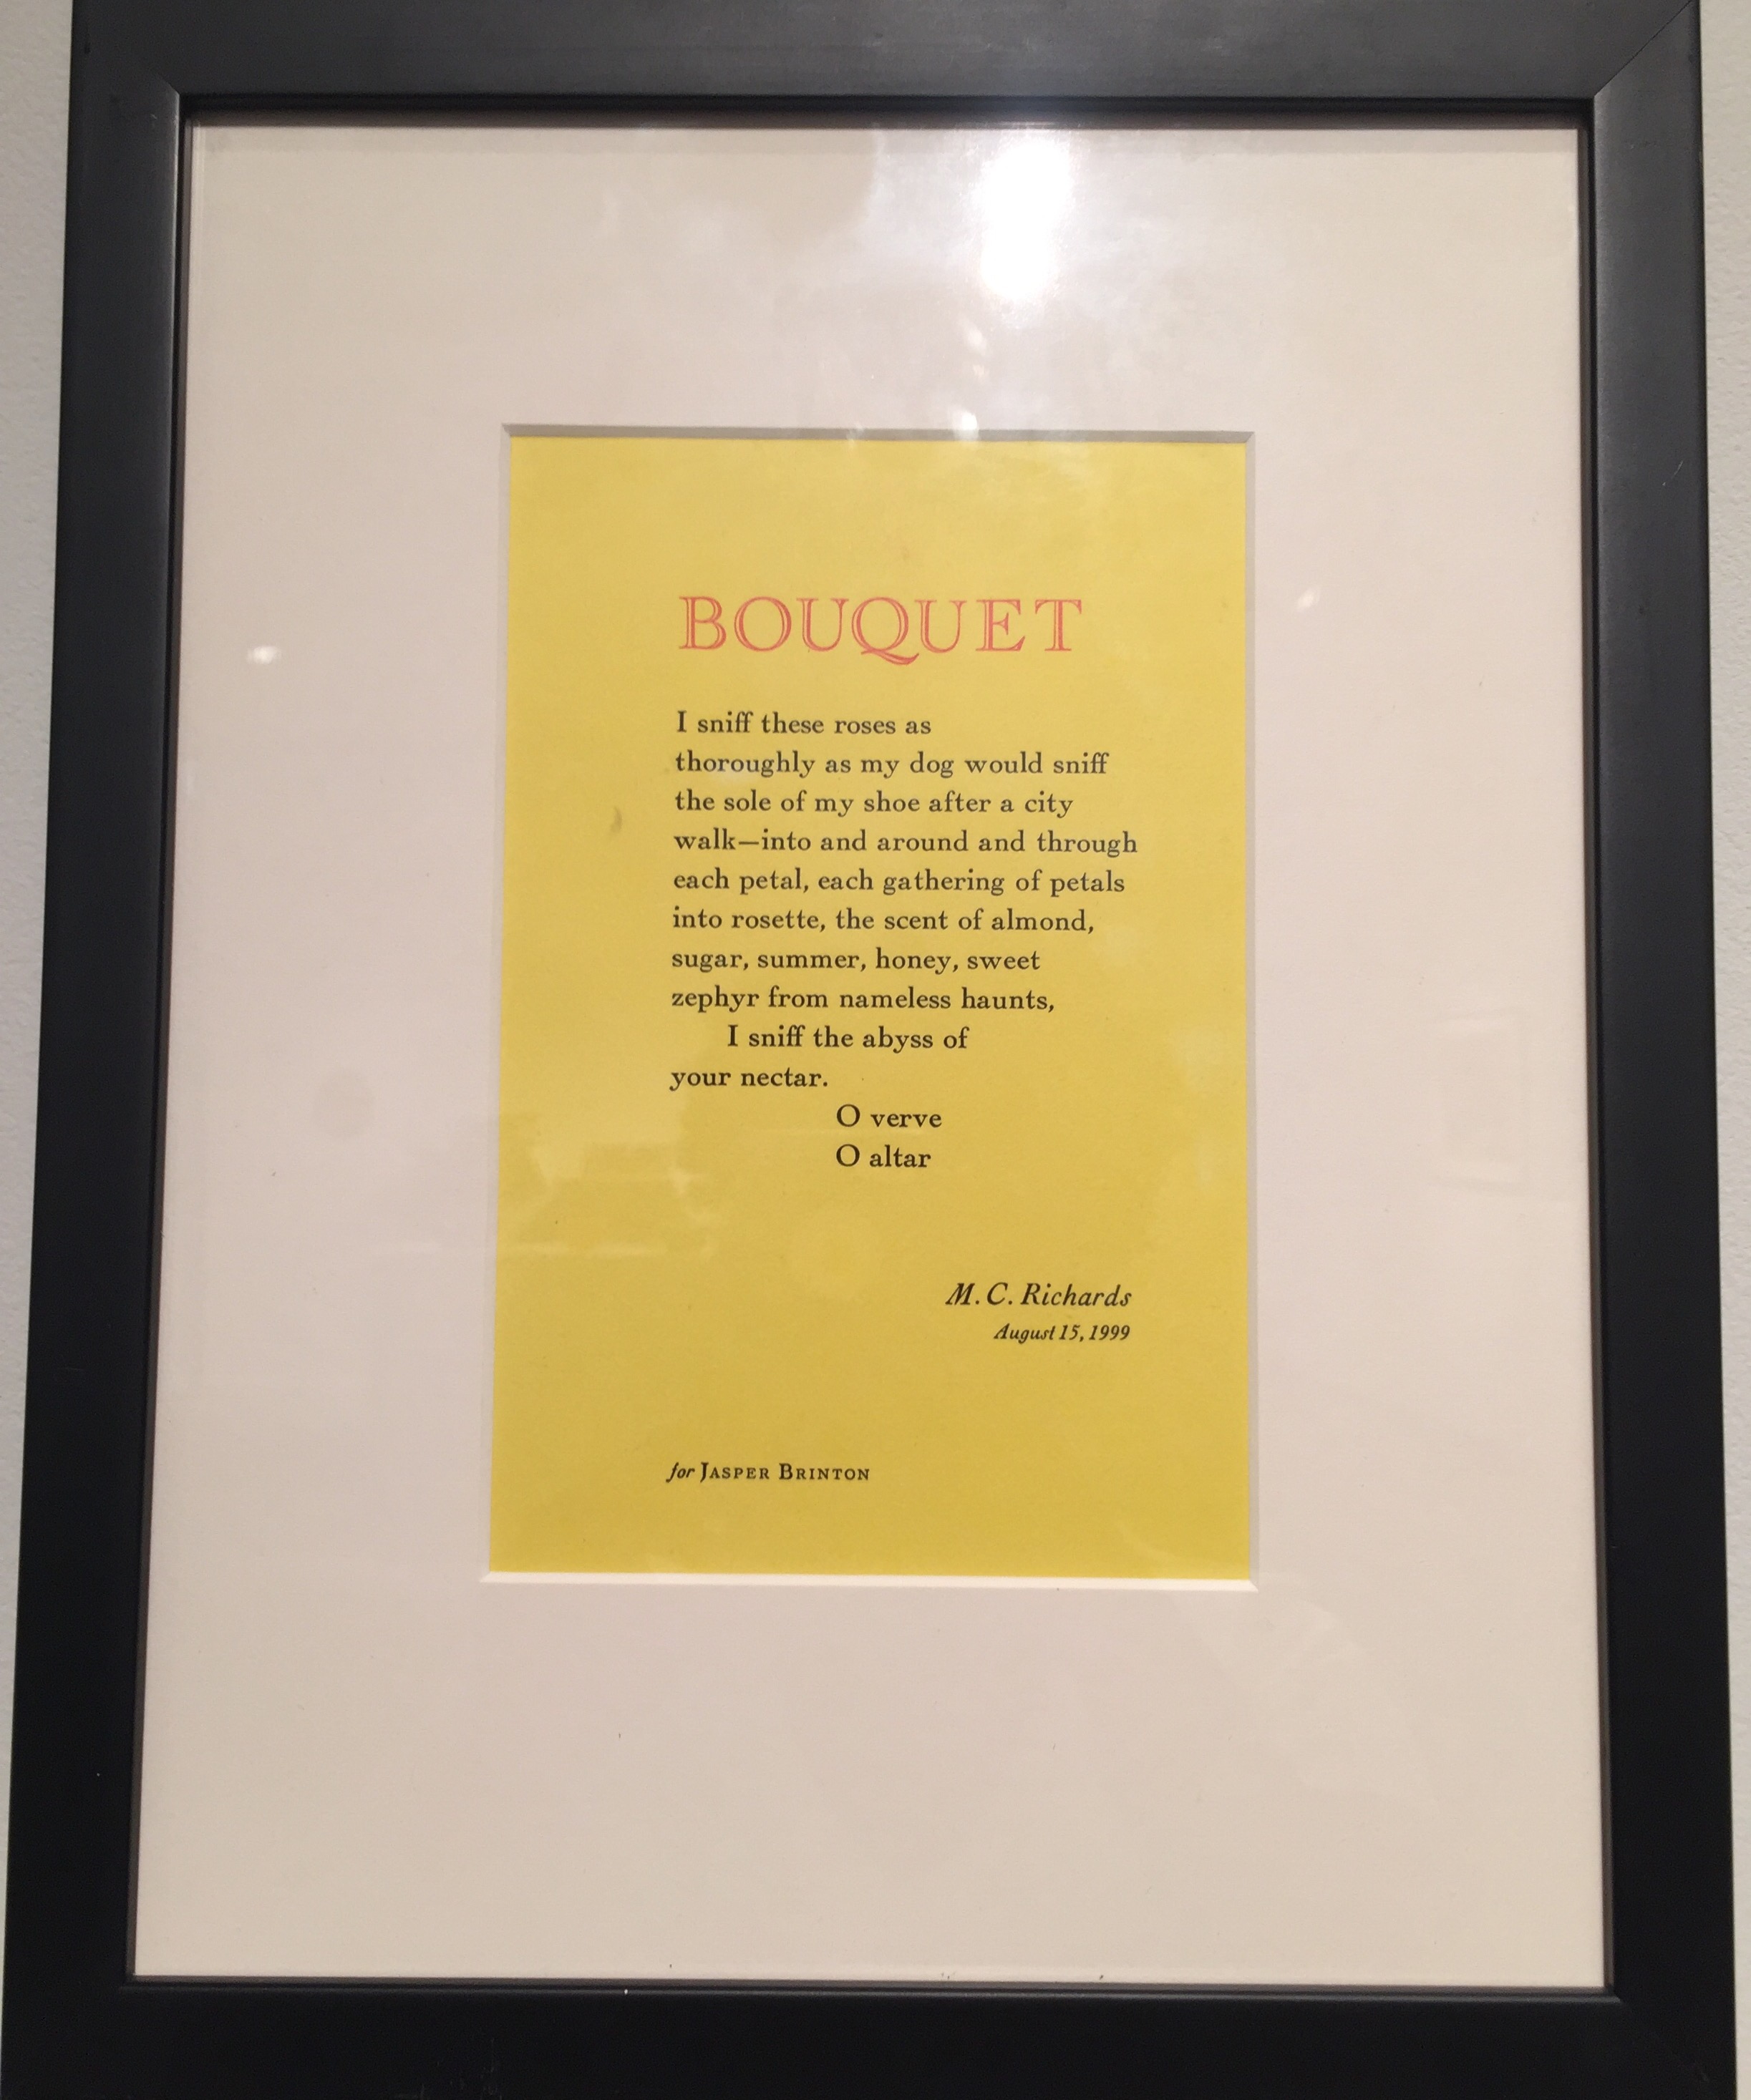 BOUQUET
I sniff these roses as
thoroughly as my dog would sniff
the sole of my shoe after a city
walk—into and around and through
each petal, each gathering of petals
into rosette, the scent of almond,
sugar, summer, honey, sweet
zephyr from nameless haunts,
I sniff the abyss of
your nectar.
O verve
O altar
M. C. Richards
August 15, 1999
for JASPER BRINTON